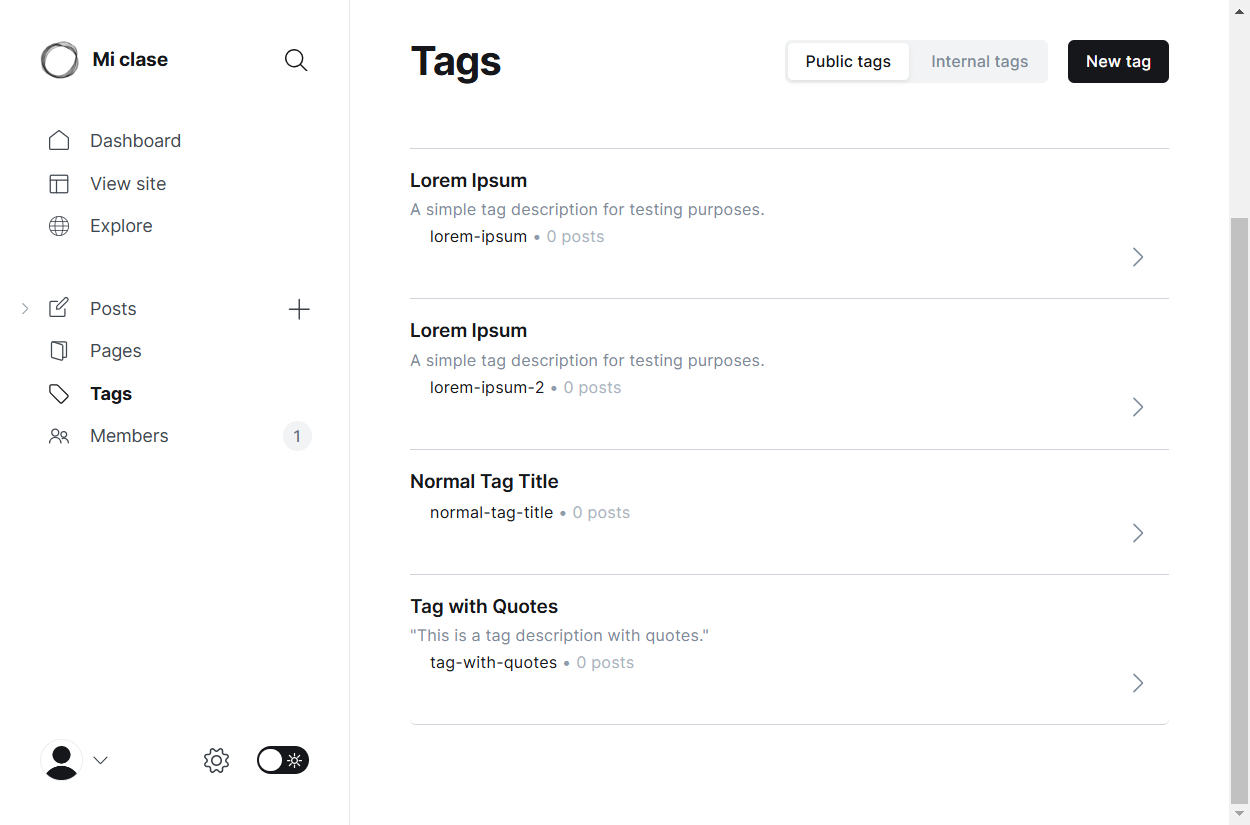 Mi clase
Dashboard
View site
Explore
Posts
Pages
Tags
Members
1
Tags
Public tags
Internal tags
New tag
Lorem Ipsum
A simple tag description for testing purposes.
lorem-ipsum • 0 posts
Lorem Ipsum
A simple tag description for testing purposes.
lorem-ipsum-2 • 0 posts
Normal Tag Title
normal-tag-title • 0 posts
Tag with Quotes
"This is a tag description with quotes."
tag-with-quotes • 0 posts